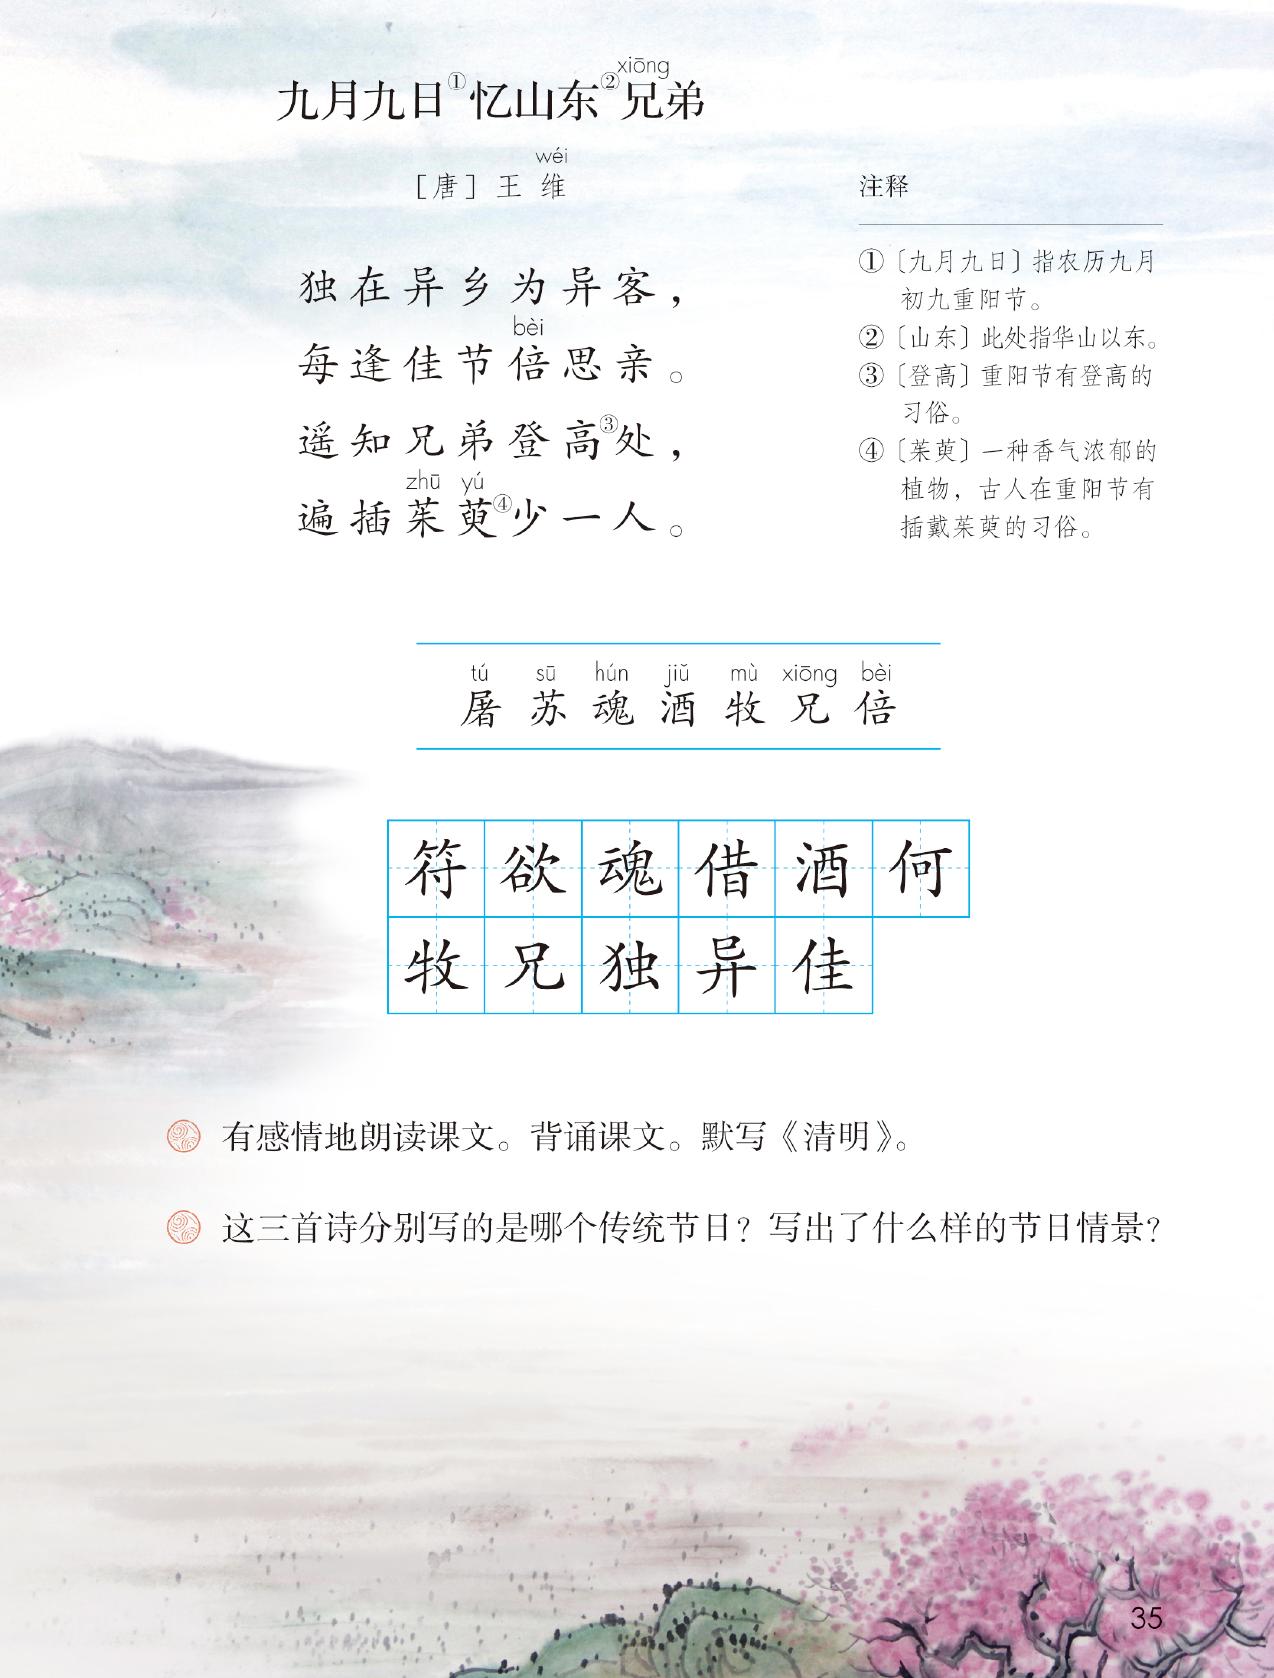 xiōng
九月九日①忆山东②兄弟
wéi
［唐］王 维
独在异乡为异客，
bèi
每逢佳节倍思亲。
遥知兄弟登高③处，
zhū yú
遍插茱萸④少一人。
注释
①〔九月九日〕指农历九月
初九重阳节。
②〔山东〕此处指华山以东。
③〔登高〕重阳节有登高的
习俗。
④〔茱萸〕一种香气浓郁的
植物，古人在重阳节有
插戴茱萸的习俗。
tú sū hún jiǔ mù xiōng bèi
屠 苏 魂 酒 牧 兄 倍
符 欲 魂 借 酒 何
牧 兄 独 异 佳
有感情地朗读课文。背诵课文。默写《清明》。
这三首诗分别写的是哪个传统节日？写出了什么样的节日情景？
35